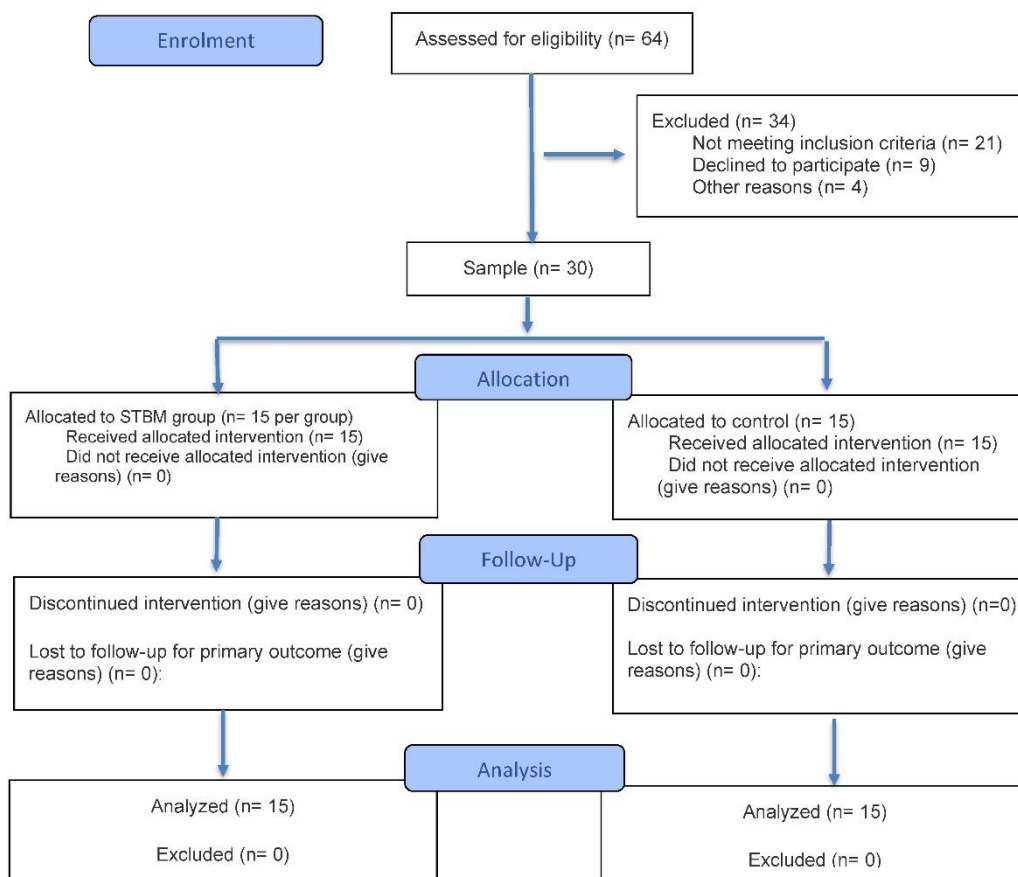 Enrolment
Assessed for eligibility (n= 64)
Excluded (n= 34)
Not meeting inclusion criteria (n= 21)
Declined to participate (n= 9)
Other reasons (n= 4)
Sample (n= 30)
Allocation
Allocated to STBM group (n= 15 per group)
Received allocated intervention (n= 15)
Did not receive allocated intervention (give
reasons) (n= 0)
Allocated to control (n= 15)
Received allocated intervention (n= 15)
Did not receive allocated intervention
(give reasons) (n= 0)
Follow-Up
Discontinued intervention (give reasons) (n= 0)
Lost to follow-up for primary outcome (give
reasons) (n= 0):
Discontinued intervention (give reasons) (n=0)
Lost to follow-up for primary outcome (give
reasons) (n= 0):
Analysis
Analyzed (n= 15)
Excluded (n= 0)
Analyzed (n= 15)
Excluded (n= 0)